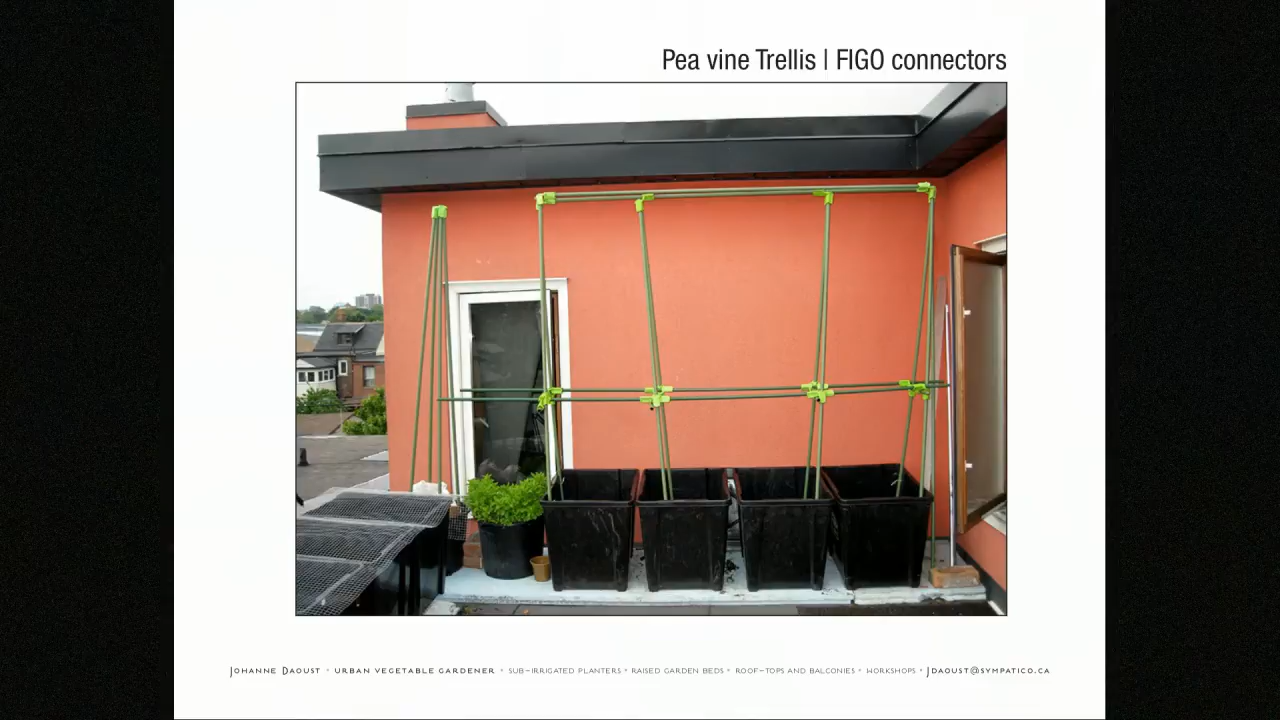 Pea vine Trellis | FIGO connectors
Johanne Daoust • urban vegetable gardener • sub-irrigated planters • raised garden beds • roof-tops and balconies • workshops • jdaoust@sympatico.ca